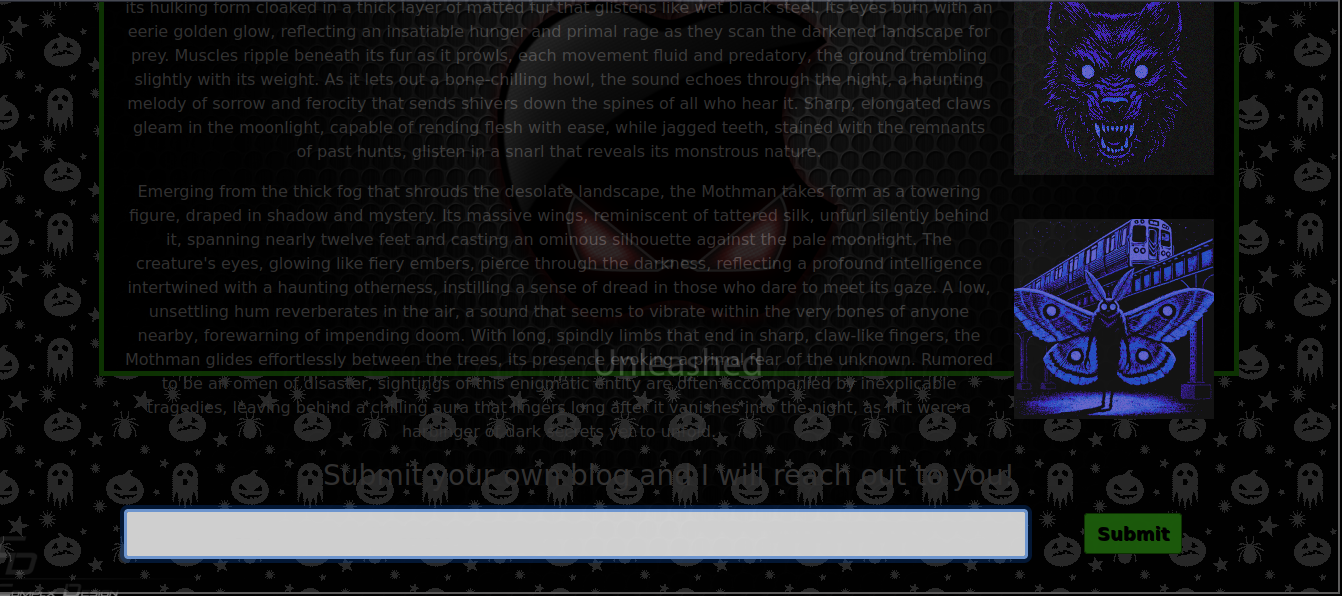 its hulking form cloaked in a thick layer of matted fur that glistens like wet black steel. Its eyes burn with an
eerie golden glow, reflecting an insatiable hunger and primal rage as they scan the darkened landscape for
prey. Muscles ripple beneath its fur as it prowls, each movement fluid and predatory, the ground trembling
slightly with its weight. As it lets out a bone-chilling howl, the sound echoes through the night, a haunting
melody of sorrow and ferocity that sends shivers down the spines of all who hear it. Sharp, elongated claws
gleam in the moonlight, capable of rending flesh with ease, while jagged teeth, stained with the remnants
of past hunts, glisten in a snarl that reveals its monstrous nature.
Emerging from the thick fog that shrouds the desolate landscape, the Mothman takes form as a towering
figure, draped in shadow and mystery. Its massive wings, reminiscent of tattered silk, unfurl silently behind
it, spanning nearly twelve feet and casting an ominous silhouette against the pale moonlight. The
creature's eyes, glowing like fiery embers, pierce through the darkness, reflecting a profound intelligence
intertwined with a haunting otherness, instilling a sense of dread in those who dare to meet its gaze. A low,
unsettling hum reverberates in the air, a sound that seems to vibrate within the very bones of anyone
nearby, forewarning of impending doom. With long, spindly limbs that end in sharp, claw-like fingers, the
Mothman glides effortlessly between the trees, its presence evoking a primal fear of the unknown. Rumored
Unleashed
to be an omen of disaster, sightings of this enigmatic entity are often accompanied by inexplicable
tragedies, leaving behind a chilling aura that lingers long after it vanishes into the night, as if it were a
harbinger of dark secrets yet to unfold.
Submit your own blog and I will reach out to you!
Submit